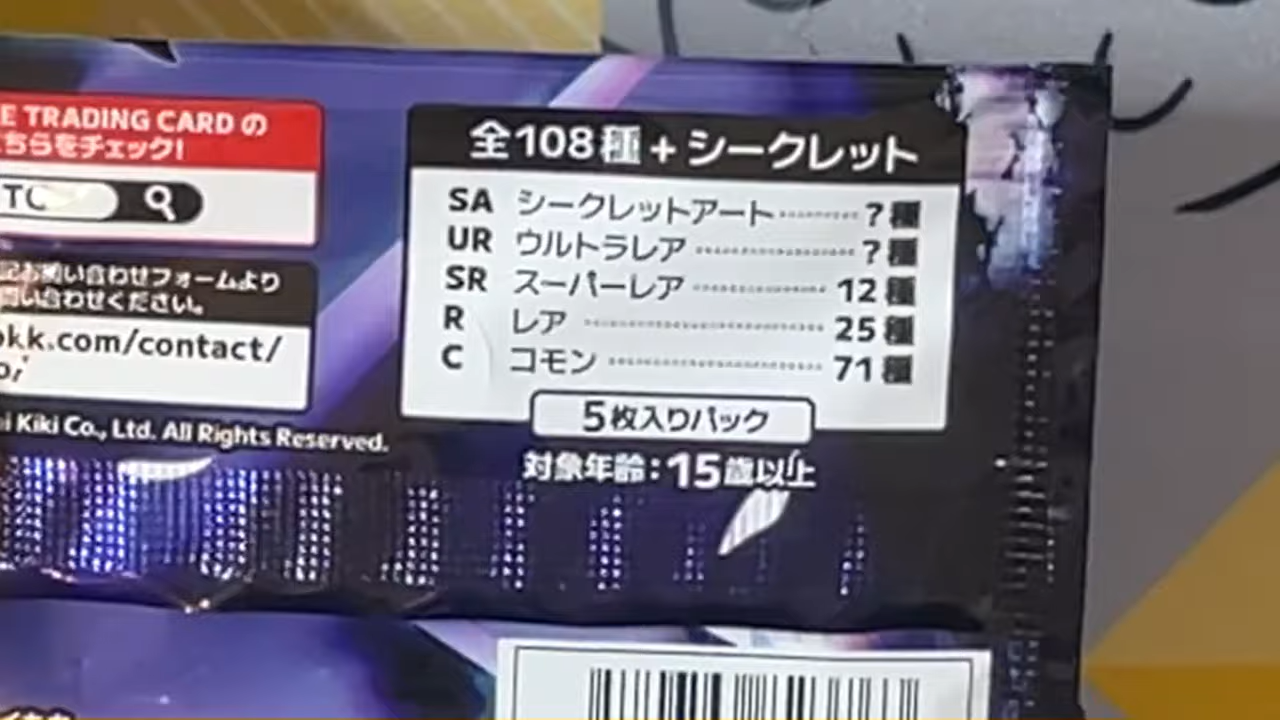 E TRADING CARD の
ちらをチェック!
TC
記お問い合わせフォームより
問い合わせください。
okk.com/contact/
i Kiki Co., Ltd. All Rights Reserved.
全108種+シークレット
SA シークレットアート ?種
UR ウルトラレア ?種
SR スーパーレア 12種
R レア 25種
C コモン 71種
5枚入りパック
対象年齢:15歳以上